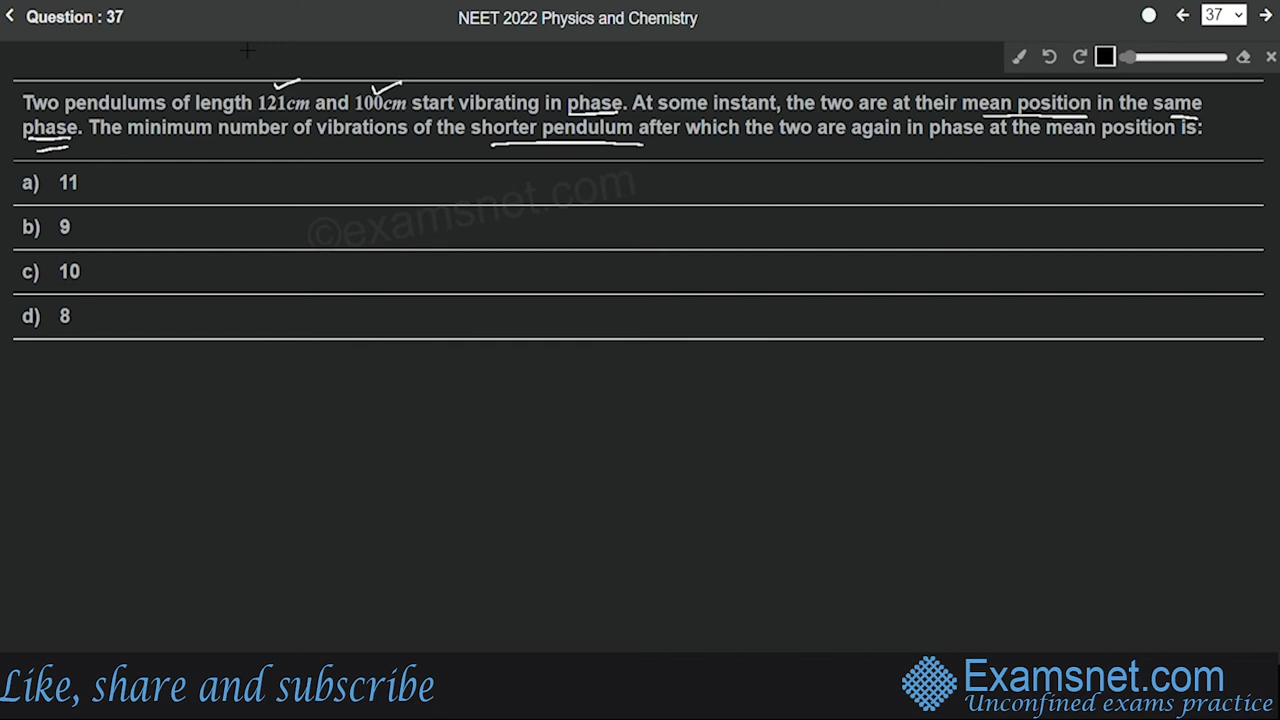 Question : 37
NEET 2022 Physics and Chemistry
37
Two pendulums of length 121cm and 100cm start vibrating in phase. At some instant, the two are at their mean position in the same
phase. The minimum number of vibrations of the shorter pendulum after which the two are again in phase at the mean position is:
a) 11
©examsnet.com
b) 9
c) 10
d) 8
Like, share and subscribe
Examsnet.com
Unconfined exams practice